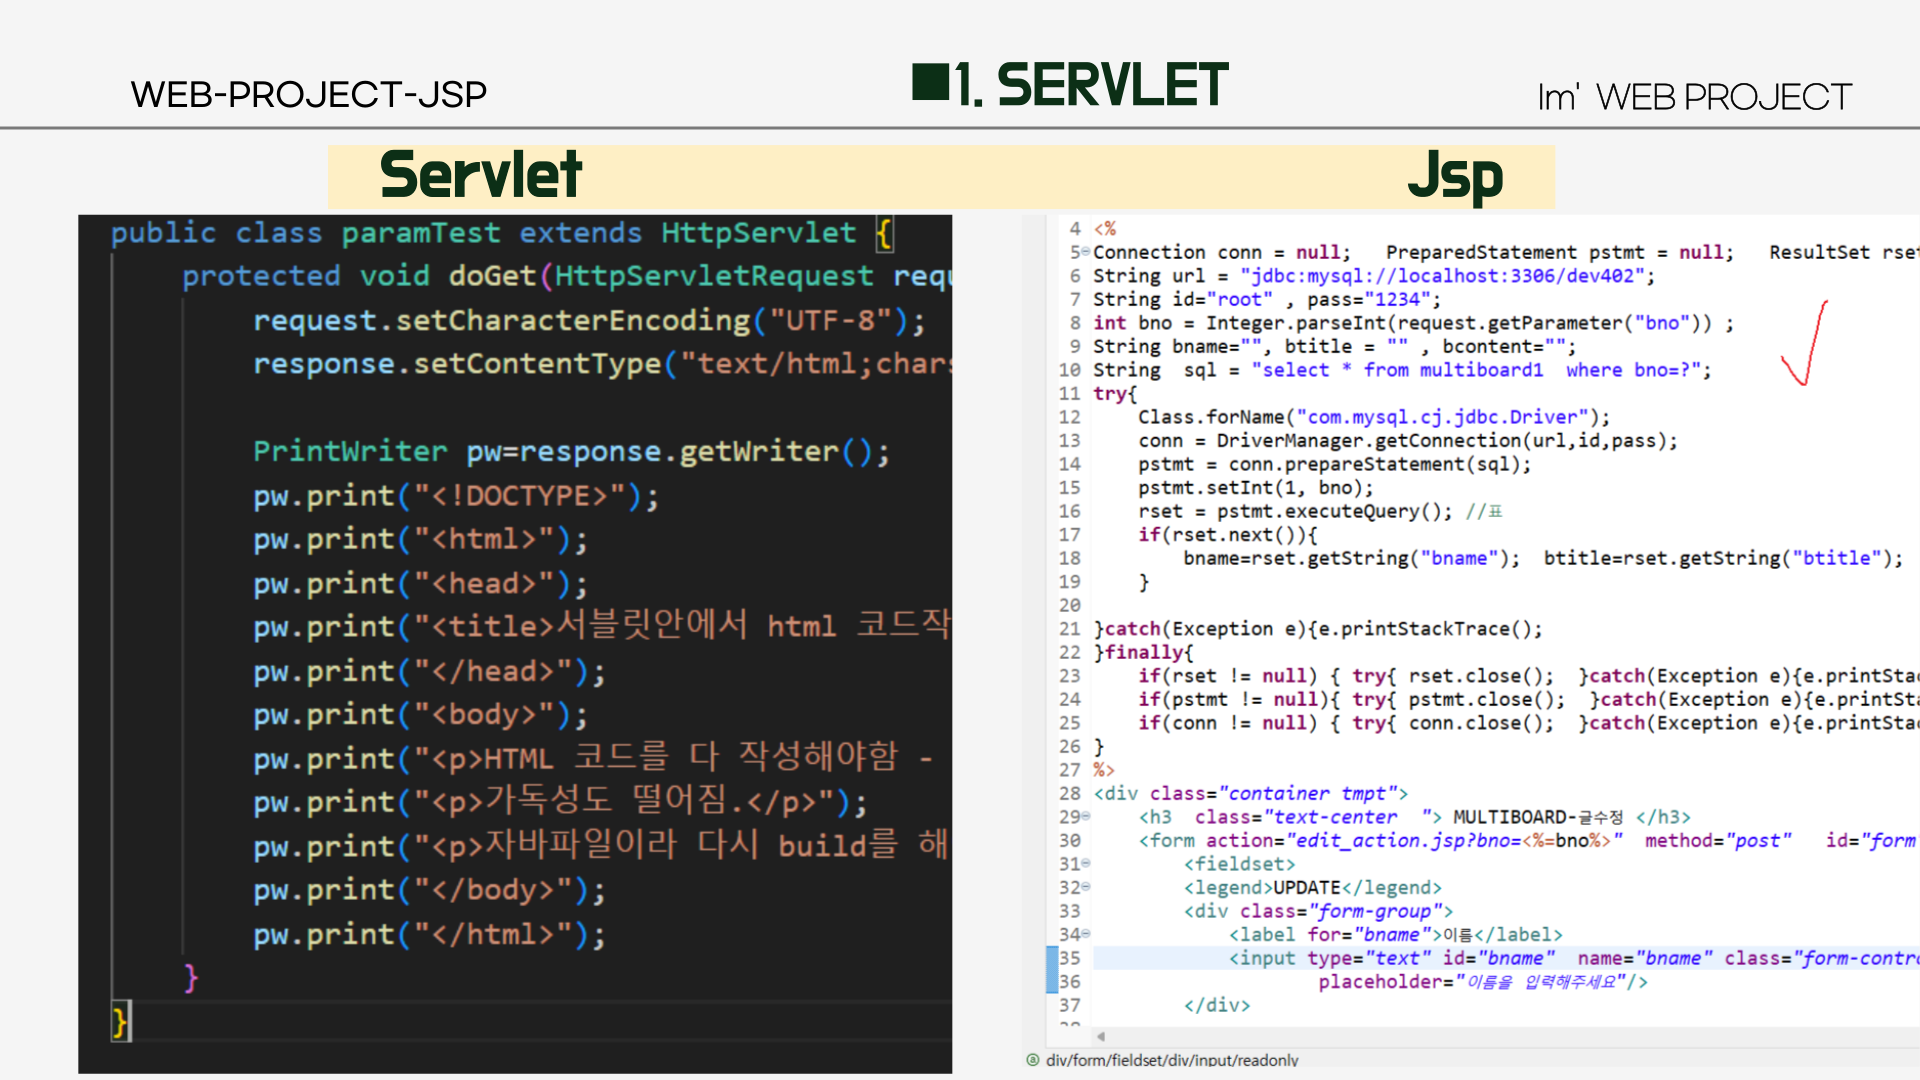 WEB-PROJECT-JSP
■1. SERVLET
Im' WEB PROJECT
Servlet
Jsp
public class paramTest extends HttpServlet {
protected void doGet(HttpServletRequest requ
request.setCharacterEncoding("UTF-8");
response.setContentType("text/html;chars
PrintWriter pw=response.getWriter();
pw.print("<!DOCTYPE>");
pw.print("<html>");
pw.print("<head>");
pw.print("<title>서블릿안에서 html 코드작
pw.print("</head>");
pw.print("<body>");
pw.print("<p>HTML 코드를 다 작성해야함 -
pw.print("<p>가독성도 떨어짐.</p>");
pw.print("<p>자바파일이라 다시 build를 해
pw.print("</body>");
pw.print("</html>");
}
}
4 <%
5 Connection conn = null; PreparedStatement pstmt = null; ResultSet rset
6 String url = "jdbc:mysql://localhost:3306/dev402";
7 String id="root" , pass="1234";
8 int bno = Integer.parseInt(request.getParameter("bno")) ;
9 String bname="", btitle = "" , bcontent="";
10 String sql = "select * from multiboard1 where bno=?";
11 try{
12 Class.forName("com.mysql.cj.jdbc.Driver");
13 conn = DriverManager.getConnection(url,id,pass);
14 pstmt = conn.prepareStatement(sql);
15 pstmt.setInt(1, bno);
16 rset = pstmt.executeQuery(); //표
17 if(rset.next()){
18 bname=rset.getString("bname"); btitle=rset.getString("btitle");
19 }
20
21 }catch(Exception e){e.printStackTrace();
22 }finally{
23 if(rset != null) { try{ rset.close(); }catch(Exception e){e.printStac
24 if(pstmt != null){ try{ pstmt.close(); }catch(Exception e){e.printSta
25 if(conn != null) { try{ conn.close(); }catch(Exception e){e.printStac
26 }
27 %>
28 <div class="container tmpt">
29 <h3 class="text-center "> MULTIBOARD-글수정 </h3>
30 <form action="edit_action.jsp?bno=<%=bno%>" method="post" id="form
31 <fieldset>
32 <legend>UPDATE</legend>
33 <div class="form-group">
34 <label for="bname">이름</label>
35 <input type="text" id="bname" name="bname" class="form-contro
36 placeholder="이름을 입력해주세요"/>
37 </div>
div/form/fieldset/div/input/readonly